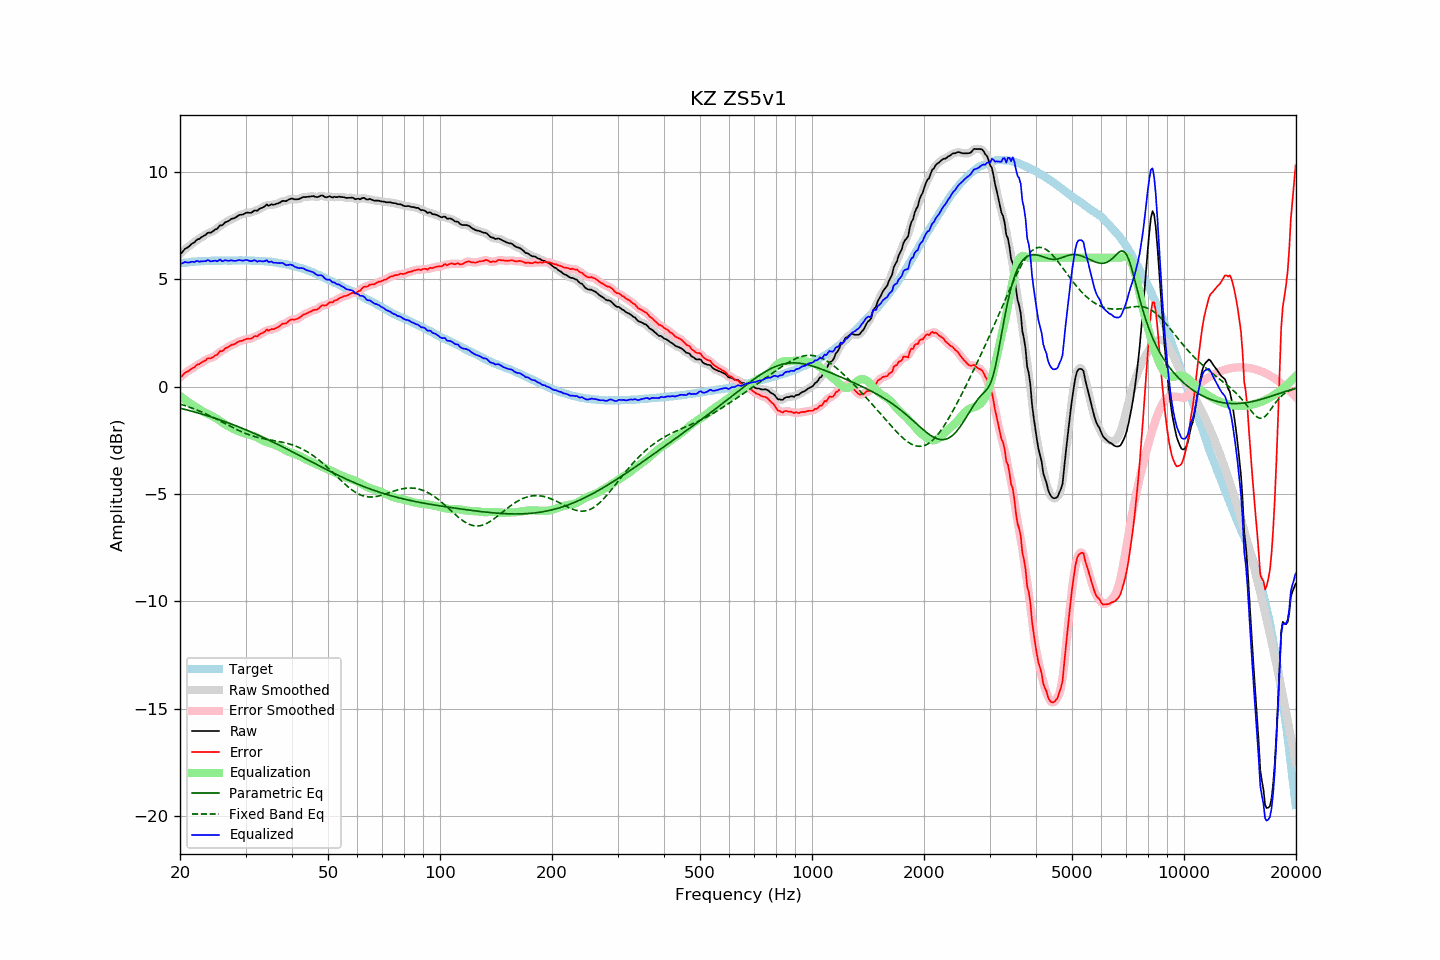 KZ ZS5v1
Amplitude (dBr)
10
5
0
−5
−10
−15
−20
Target
Raw Smoothed
Error Smoothed
Raw
Error
Equalization
Parametric Eq
Fixed Band Eq
Equalized
20 50 100 200 500 1000 2000 5000 10000 20000
Frequency (Hz)